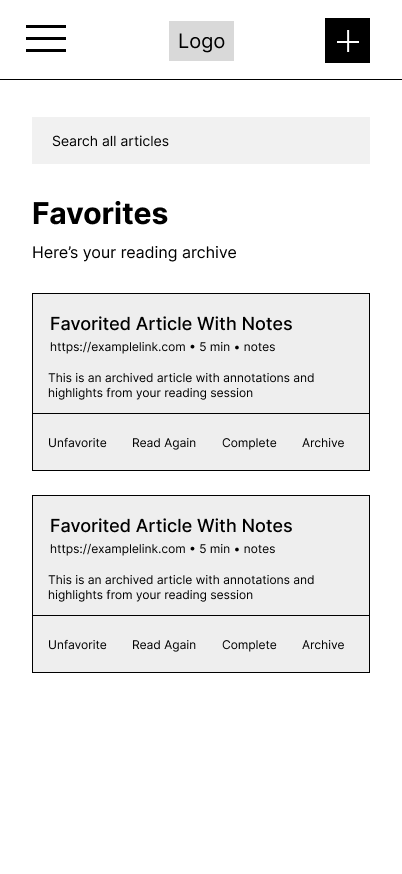 Logo
Search all articles
Favorites
Here’s your reading archive
Favorited Article With Notes
https://examplelink.com • 5 min • notes
This is an archived article with annotations and
highlights from your reading session
Unfavorite Read Again Complete Archive
Favorited Article With Notes
https://examplelink.com • 5 min • notes
This is an archived article with annotations and
highlights from your reading session
Unfavorite Read Again Complete Archive